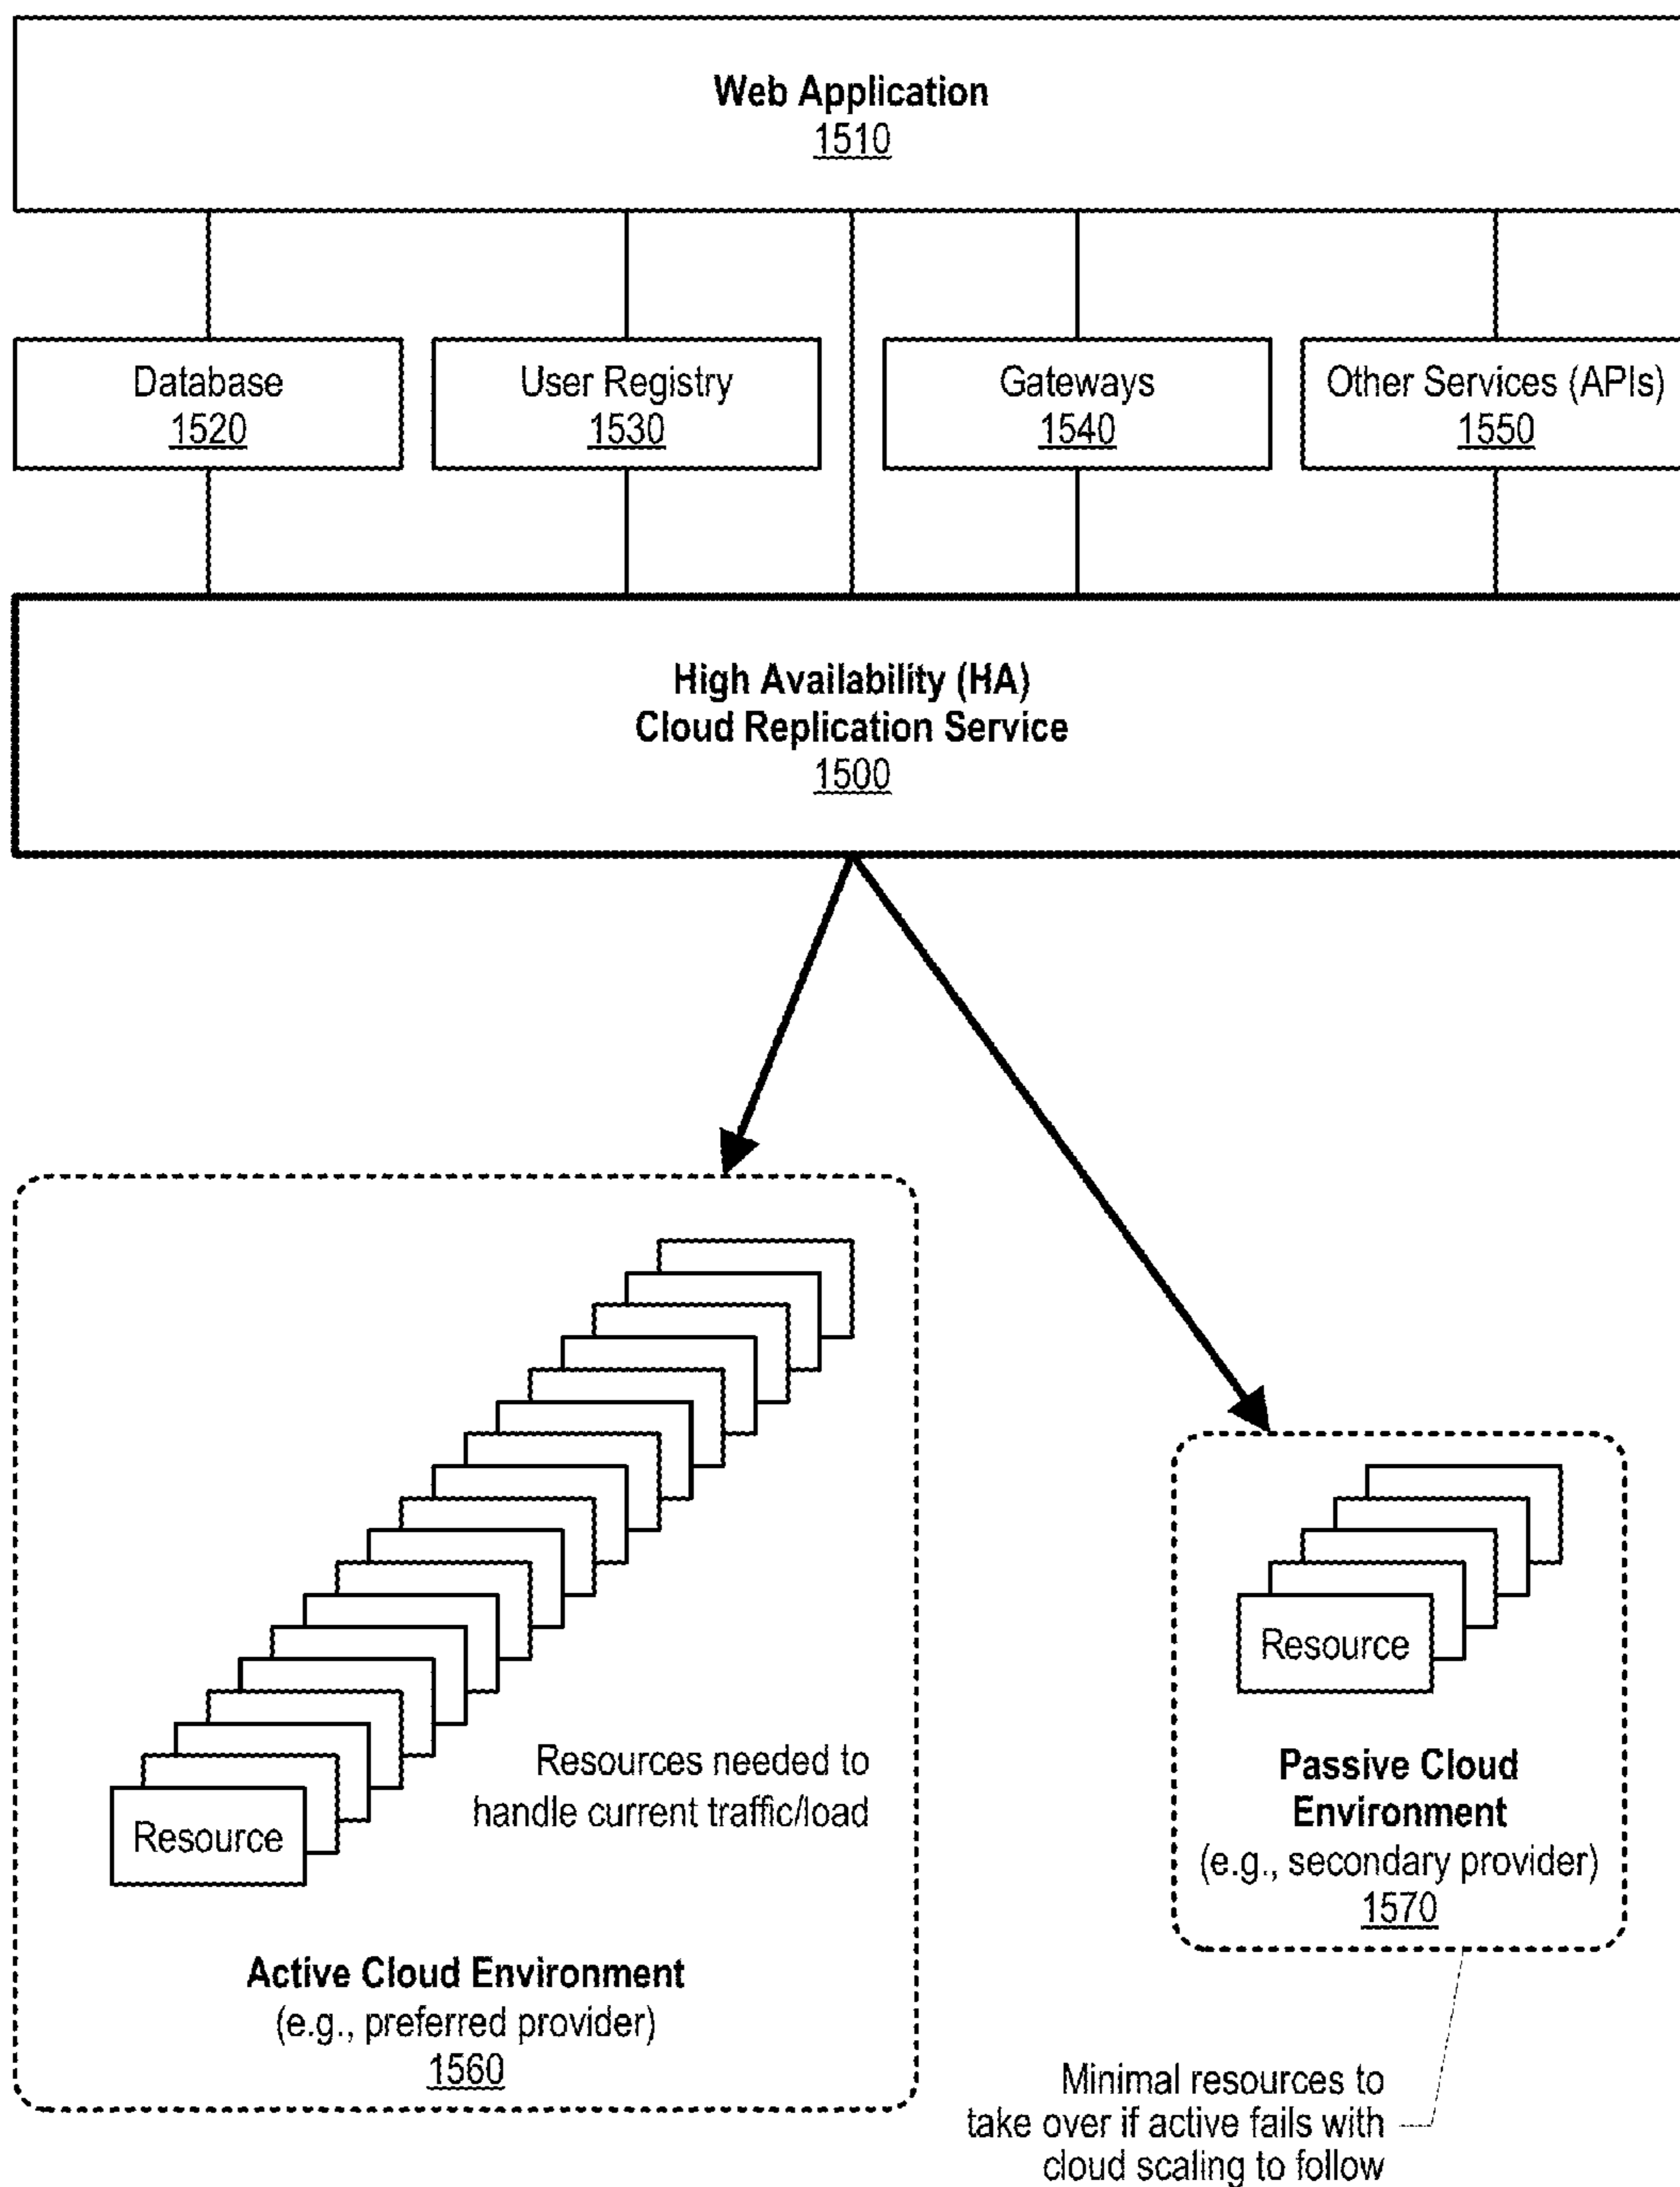 Web Application
1510
Database
1520
User Registry
1530
Gateways
1540
Other Services (APIs)
1550
High Availability (HA)
Cloud Replication Service
1500
Resources needed to
handle current traffic/load
Resource
Active Cloud Environment
(e.g., preferred provider)
1560
Resource
Passive Cloud
Environment
(e.g., secondary provider)
1570
Minimal resources to
take over if active fails with
cloud scaling to follow